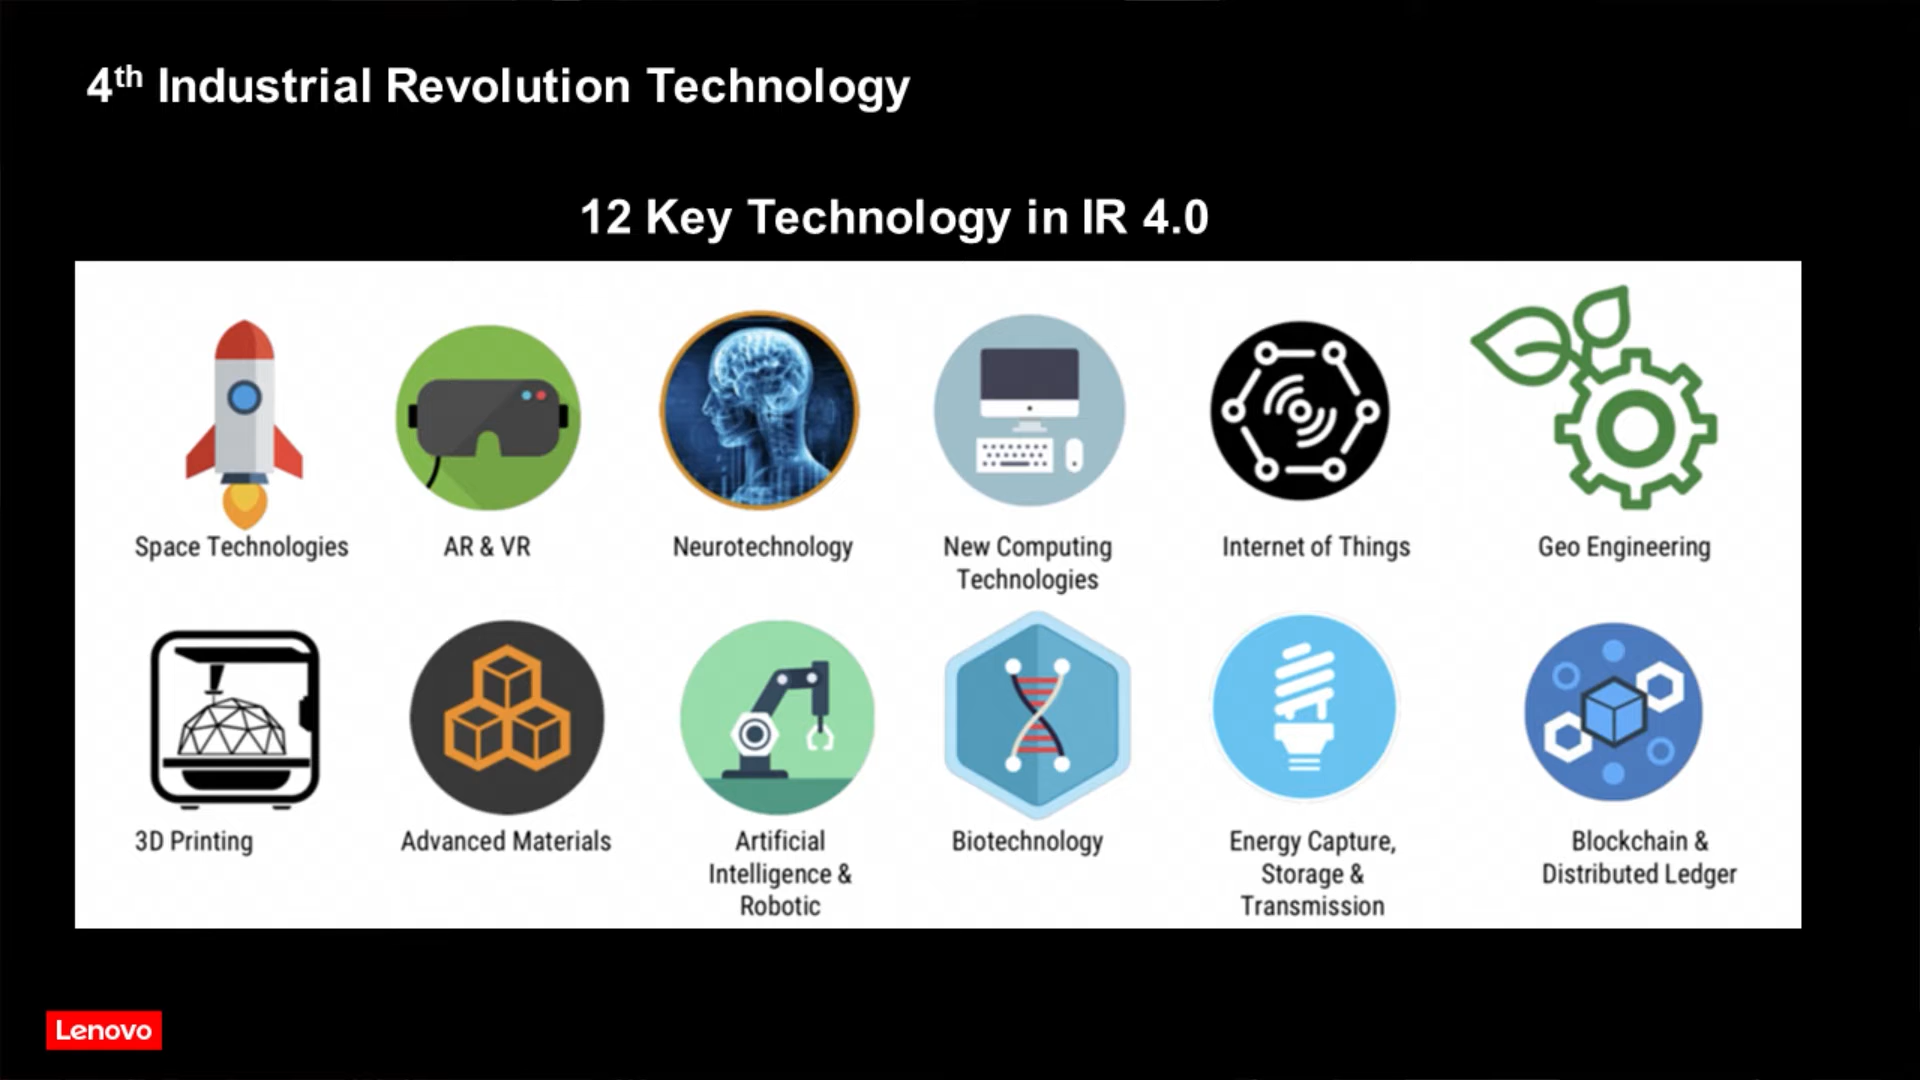 4th Industrial Revolution Technology
12 Key Technology in IR 4.0
Space Technologies
AR & VR
Neurotechnology
New Computing
Technologies
Internet of Things
Geo Engineering
3D Printing
Advanced Materials
Artificial
Intelligence &
Robotic
Biotechnology
Energy Capture,
Storage &
Transmission
Blockchain &
Distributed Ledger
Lenovo